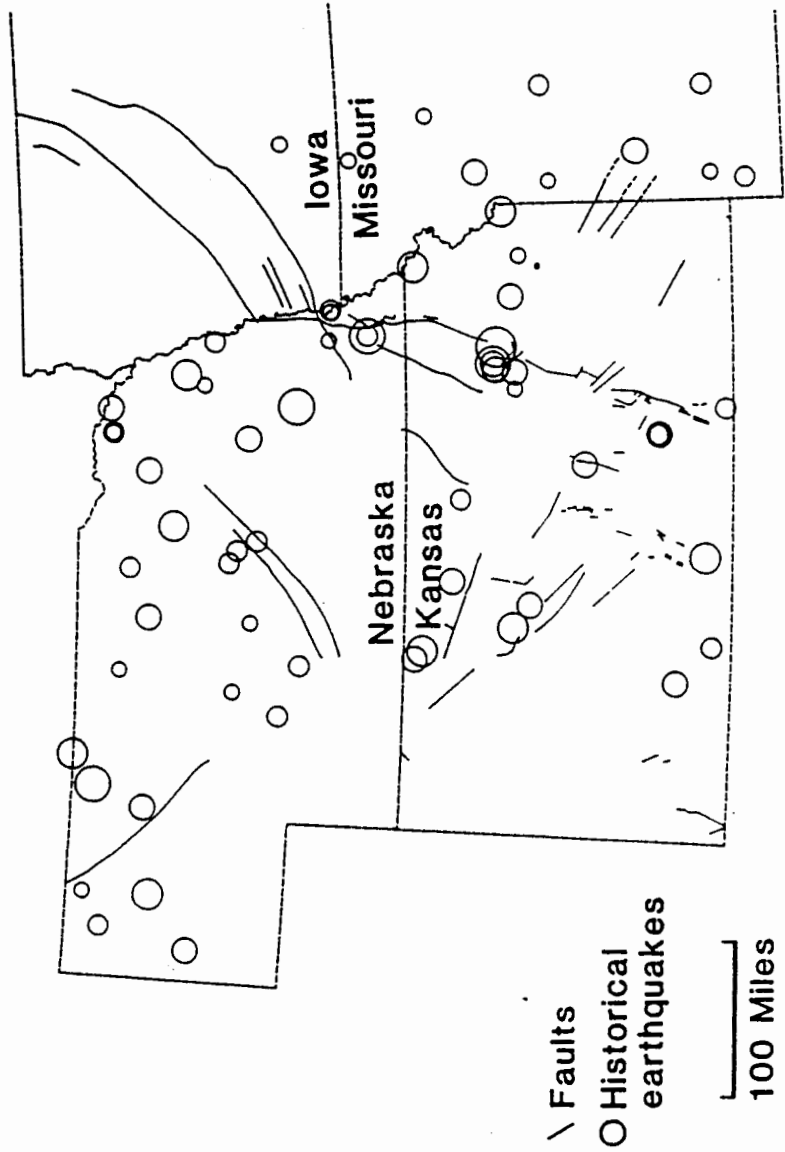 Iowa
Missouri
Nebraska
Kansas
\ Faults
O Historical
earthquakes
100 Miles